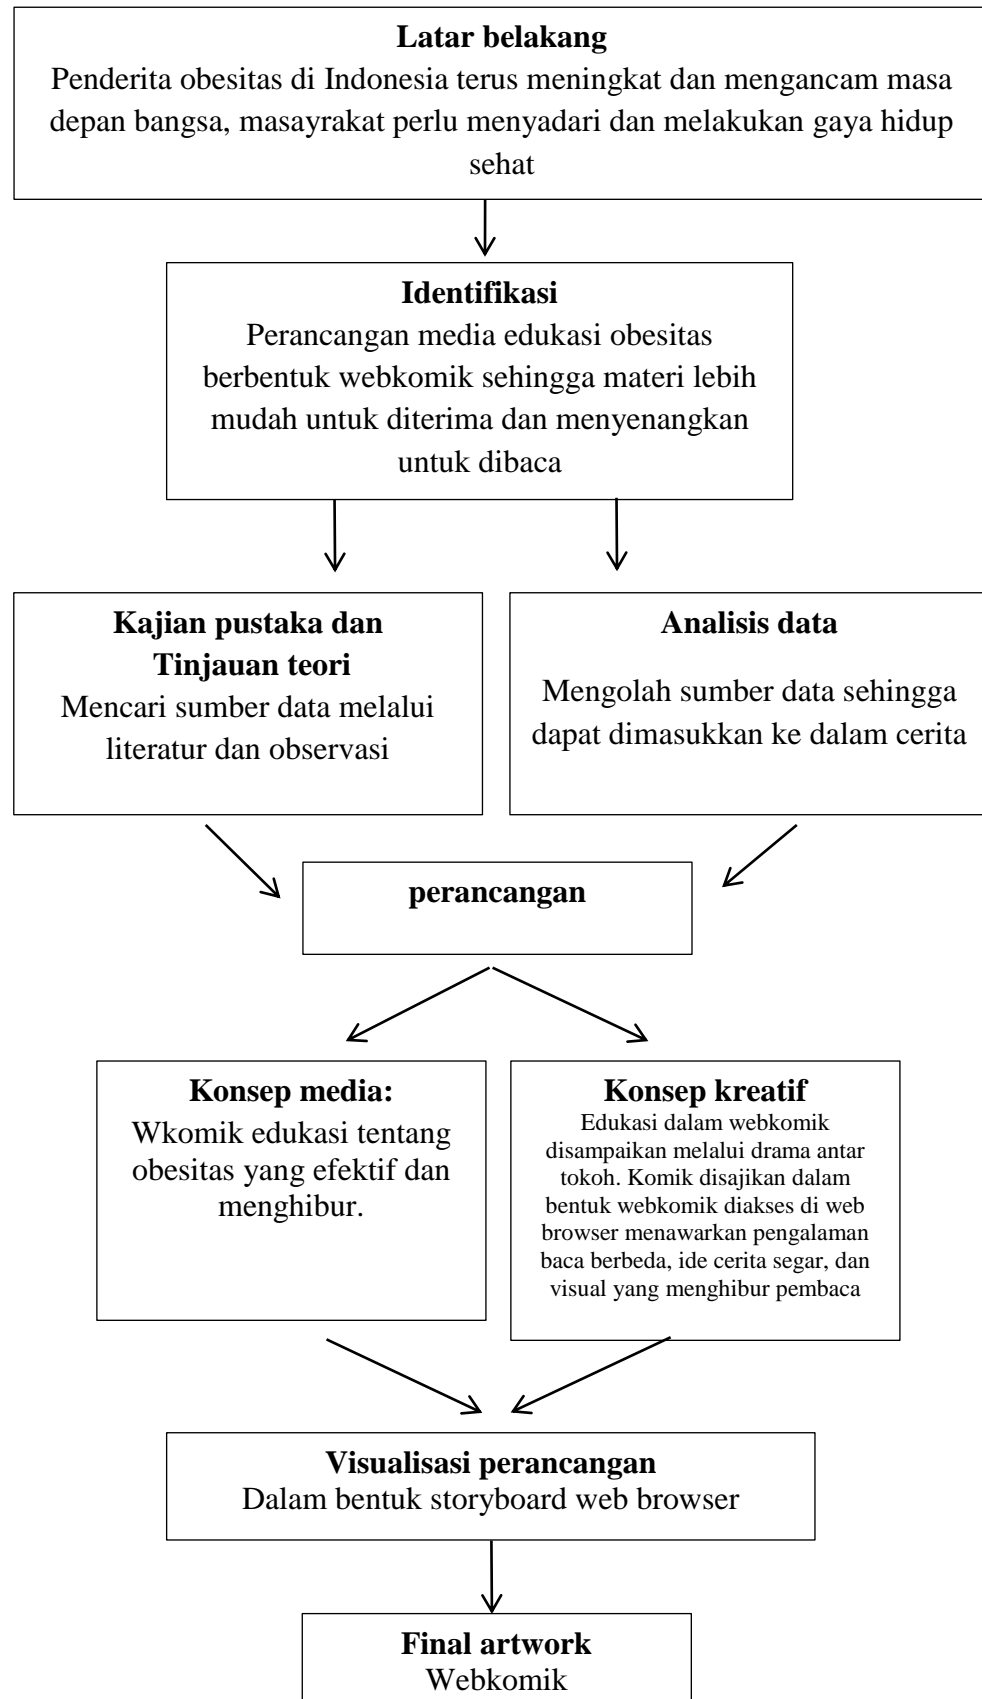 Latar belakang
Penderita obesitas di Indonesia terus meningkat dan mengancam masa
depan bangsa, masayrakat perlu menyadari dan melakukan gaya hidup
sehat
Identifikasi
Perancangan media edukasi obesitas
berbentuk webkomik sehingga materi lebih
mudah untuk diterima dan menyenangkan
untuk dibaca
Kajian pustaka dan
Tinjauan teori
Mencari sumber data melalui
literatur dan observasi
Analisis data
Mengolah sumber data sehingga
dapat dimasukkan ke dalam cerita
perancangan
Konsep media:
Wkomik edukasi tentang
obesitas yang efektif dan
menghibur.
Konsep kreatif
Edukasi dalam webkomik
disampaikan melalui drama antar
tokoh. Komik disajikan dalam
bentuk webkomik diakses di web
browser menawarkan pengalaman
baca berbeda, ide cerita segar, dan
visual yang menghibur pembaca
Visualisasi perancangan
Dalam bentuk storyboard web browser
Final artwork
Webkomik